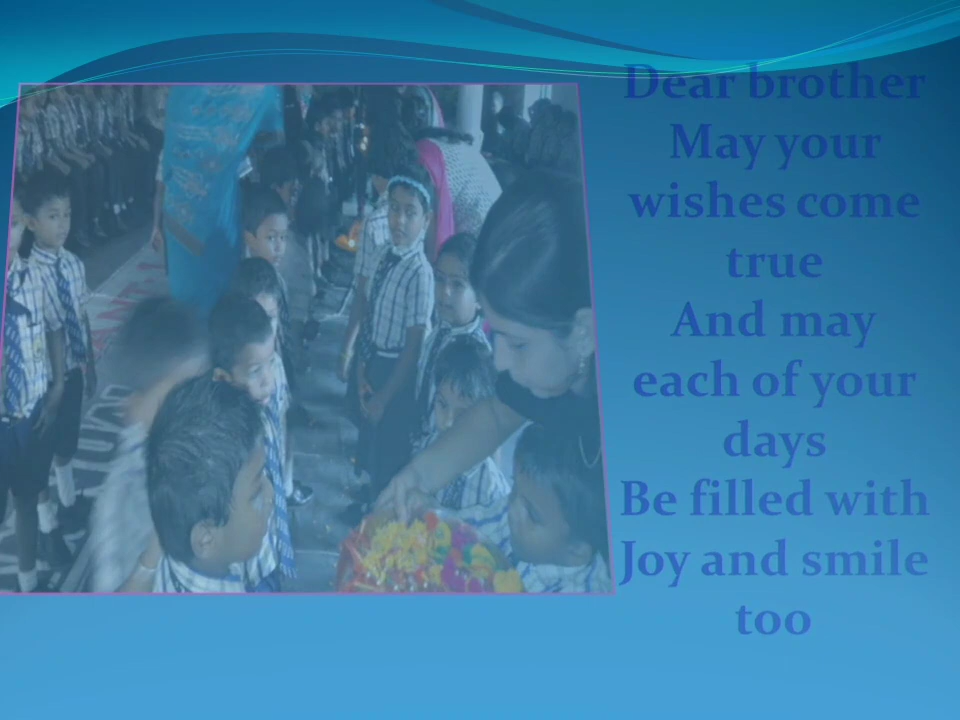 Dear brother
May your
wishes come
true
And may
each of your
days
Be filled with
Joy and smile
too